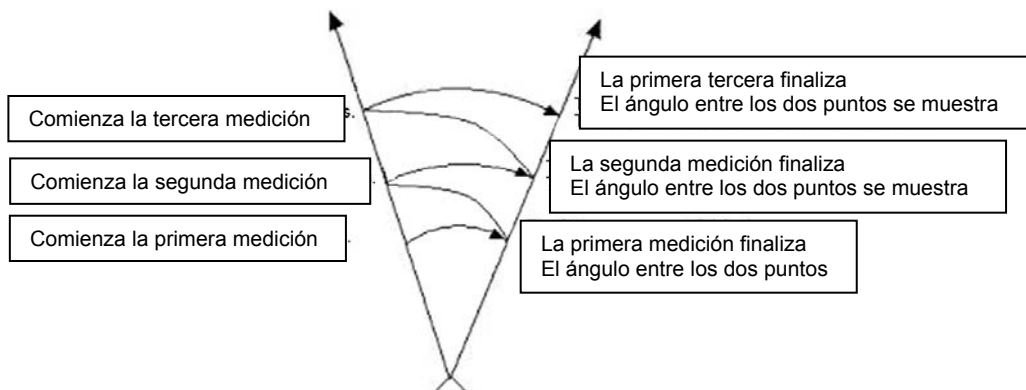 La primera tercera finaliza
El ángulo entre los dos puntos se muestra
Comienza la tercera medición
La segunda medición finaliza
El ángulo entre los dos puntos se muestra
Comienza la segunda medición
Comienza la primera medición
La primera medición finaliza
El ángulo entre los dos puntos